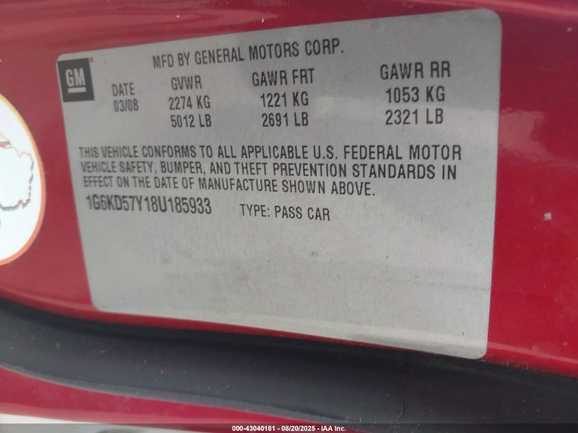 GM
MFD BY GENERAL MOTORS CORP.
DATE GVWR GAWR FRT GAWR RR
03/08 2274 KG 1221 KG 1053 KG
5012 LB 2691 LB 2321 LB
THIS VEHICLE CONFORMS TO ALL APPLICABLE U.S. FEDERAL MOTOR
VEHICLE SAFETY, BUMPER, AND THEFT PREVENTION STANDARDS IN
EFFECT ON THE DATE OF MANUFACTURE SHOWN ABOVE.
1G6KD57Y18U185933 TYPE: PASS CAR
000-43040181 - 08/20/2025 - IAA Inc.